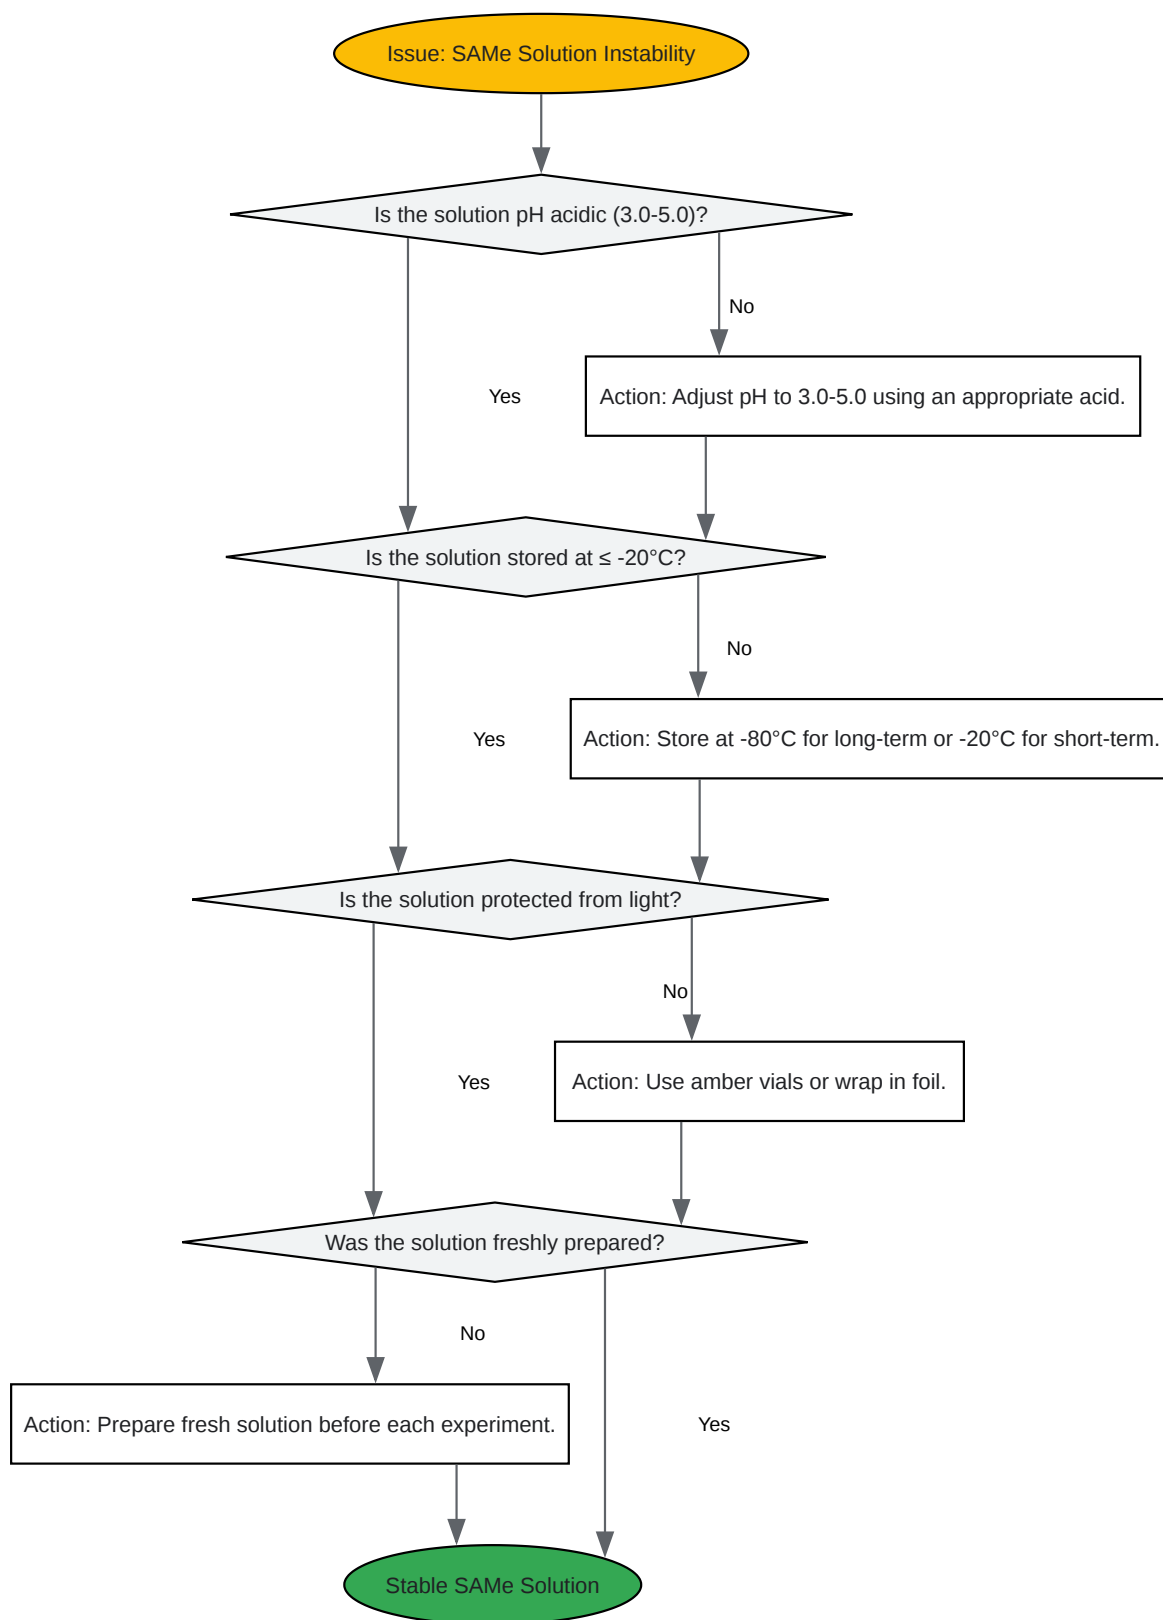 Issue: SAMe Solution Instability
Is the solution pH acidic (3.0-5.0)?
No
Yes
Action: Adjust pH to 3.0-5.0 using an appropriate acid.
Is the solution stored at ≤ -20°C?
No
Yes
Action: Store at -80°C for long-term or -20°C for short-term.
Is the solution protected from light?
No
Yes
Action: Use amber vials or wrap in foil.
Was the solution freshly prepared?
No
Action: Prepare fresh solution before each experiment.
Yes
Stable SAMe Solution